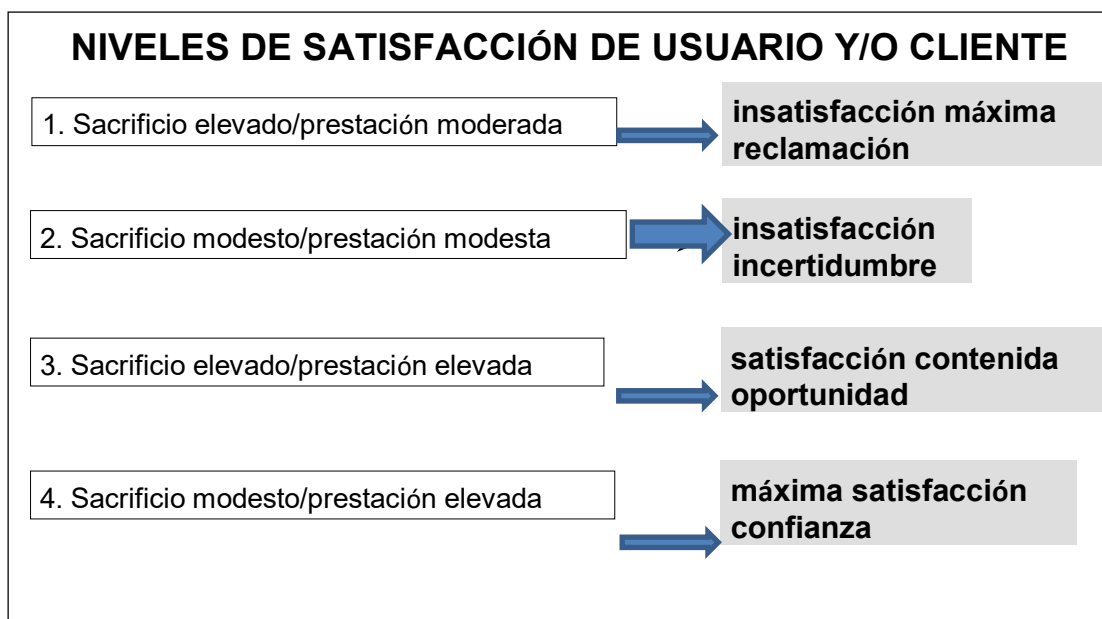 NIVELES DE SATISFACCIÓN DE USUARIO Y/O CLIENTE
1. Sacrificio elevado/prestación moderada
insatisfacción máxima
reclamación
2. Sacrificio modesto/prestación modesta
insatisfacción
incertidumbre
3. Sacrificio elevado/prestación elevada
satisfacción contenida
oportunidad
4. Sacrificio modesto/prestación elevada
máxima satisfacción
confianza